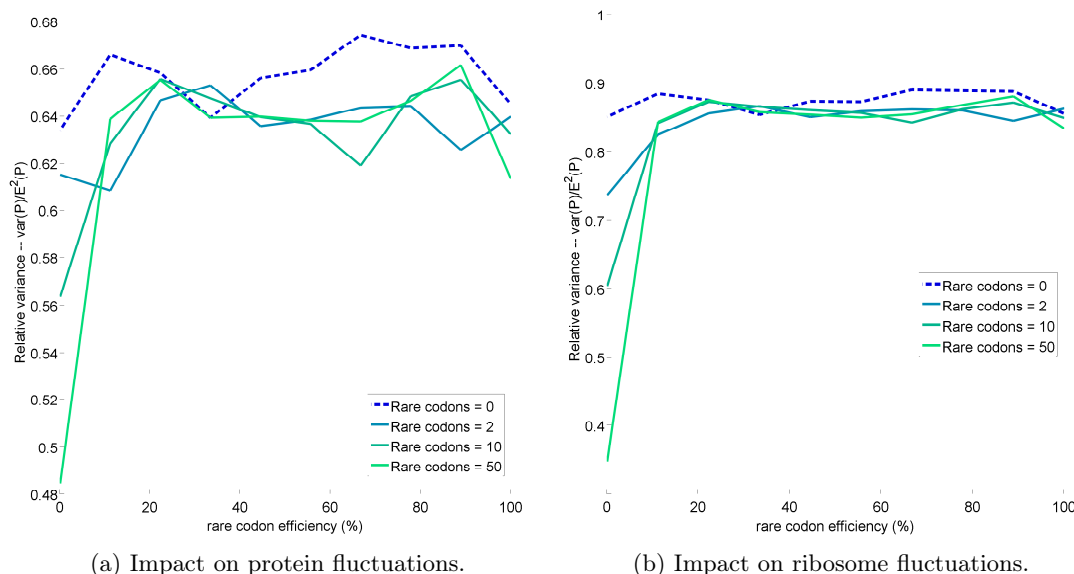 0.68
0.66
0.64
0.62
0.6
0.58
0.56
0.54
0.52
0.5
0.48
Relative variance -- var(P)/E²(P)
0
20
40
60
80
100
rare codon efficiency (%)
Rare codons = 0
Rare codons = 2
Rare codons = 10
Rare codons = 50
(a) Impact on protein fluctuations.
1
0.9
0.8
0.7
0.6
0.5
0.4
Relative variance -- var(P)/E²(P)
0
20
40
60
80
100
rare codon efficiency (%)
Rare codons = 0
Rare codons = 2
Rare codons = 10
Rare codons = 50
(b) Impact on ribosome fluctuations.